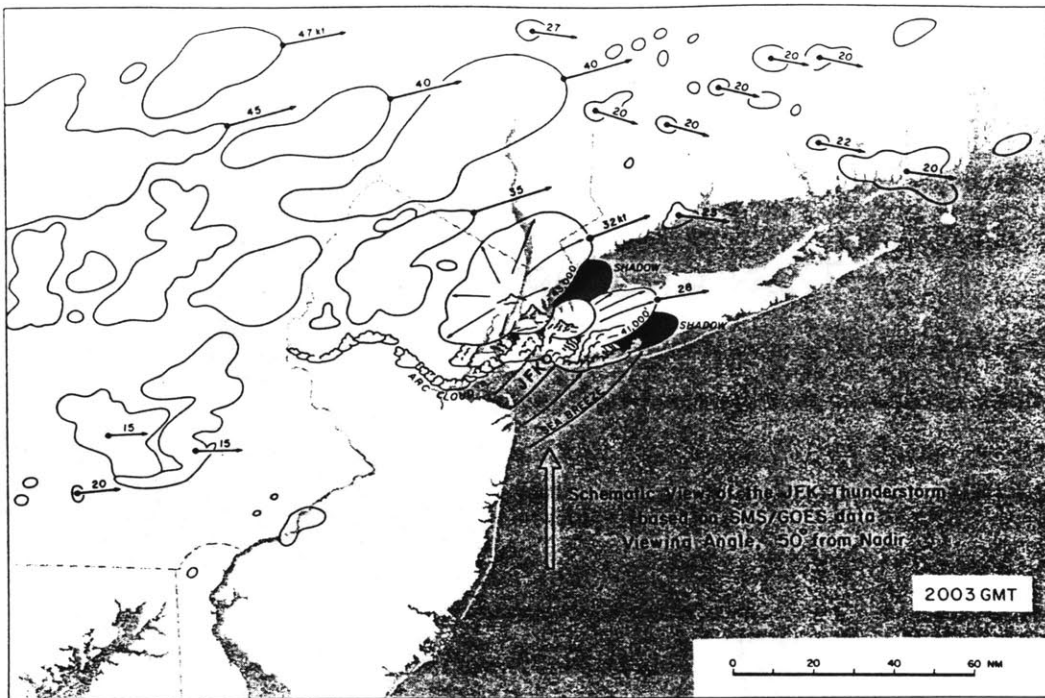 47 kt
27
20
20
40
40
45
20
20
20
22
20
35
32 kt
SHADOW
28
41,000'
SHADOW
JFK
ARC CLOUD
SEA BREEZE
15
15
20
Schematic View of the JFK Thunderstorm
based on SMS/GOES data
Viewing Angle, 50 from Nadir
2003 GMT
0 20 40 60 NM